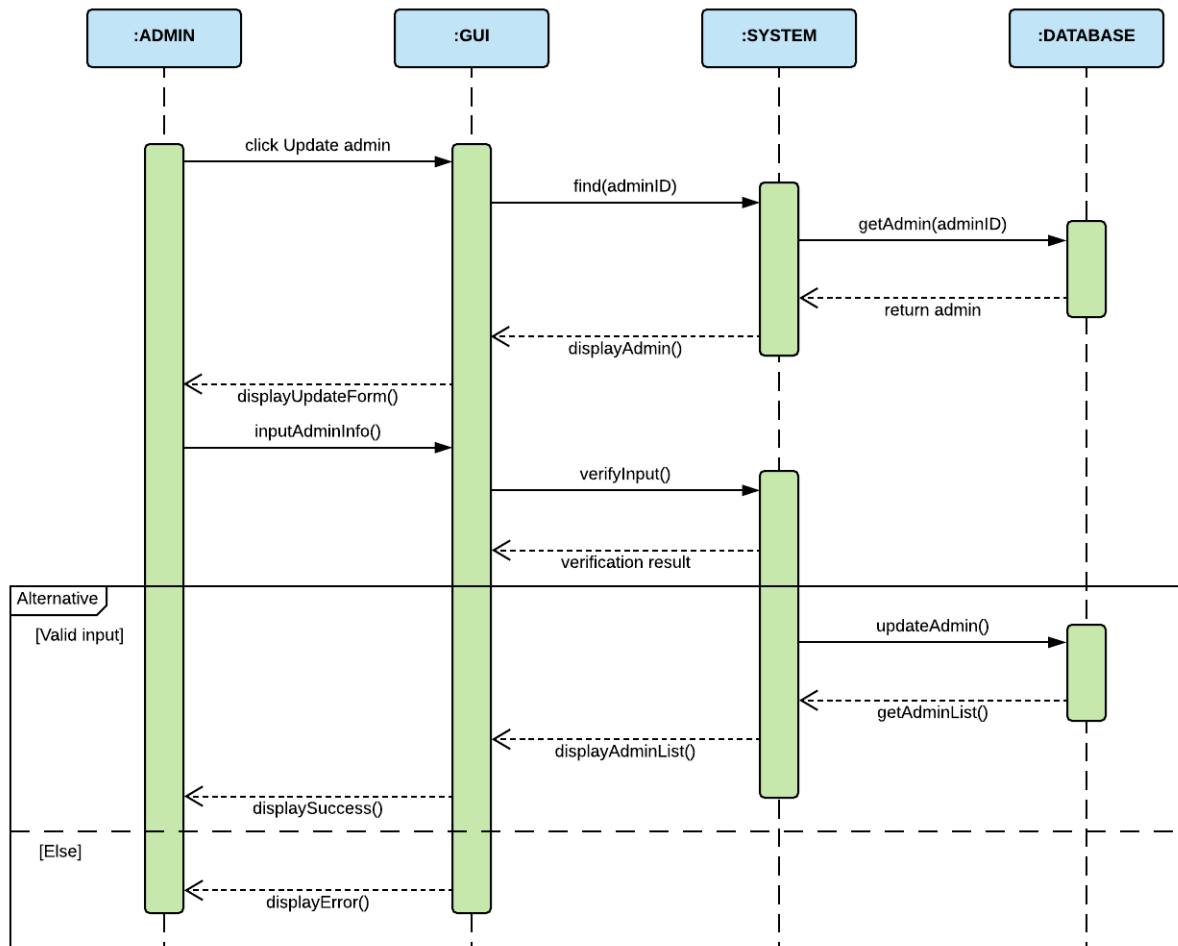 :ADMIN
:GUI
:SYSTEM
:DATABASE
click Update admin
find(adminID)
getAdmin(adminID)
return admin
displayAdmin()
displayUpdateForm()
inputAdminInfo()
verifyInput()
verification result
Alternative
[Valid input]
updateAdmin()
getAdminList()
displayAdminList()
displaySuccess()
[Else]
displayError()